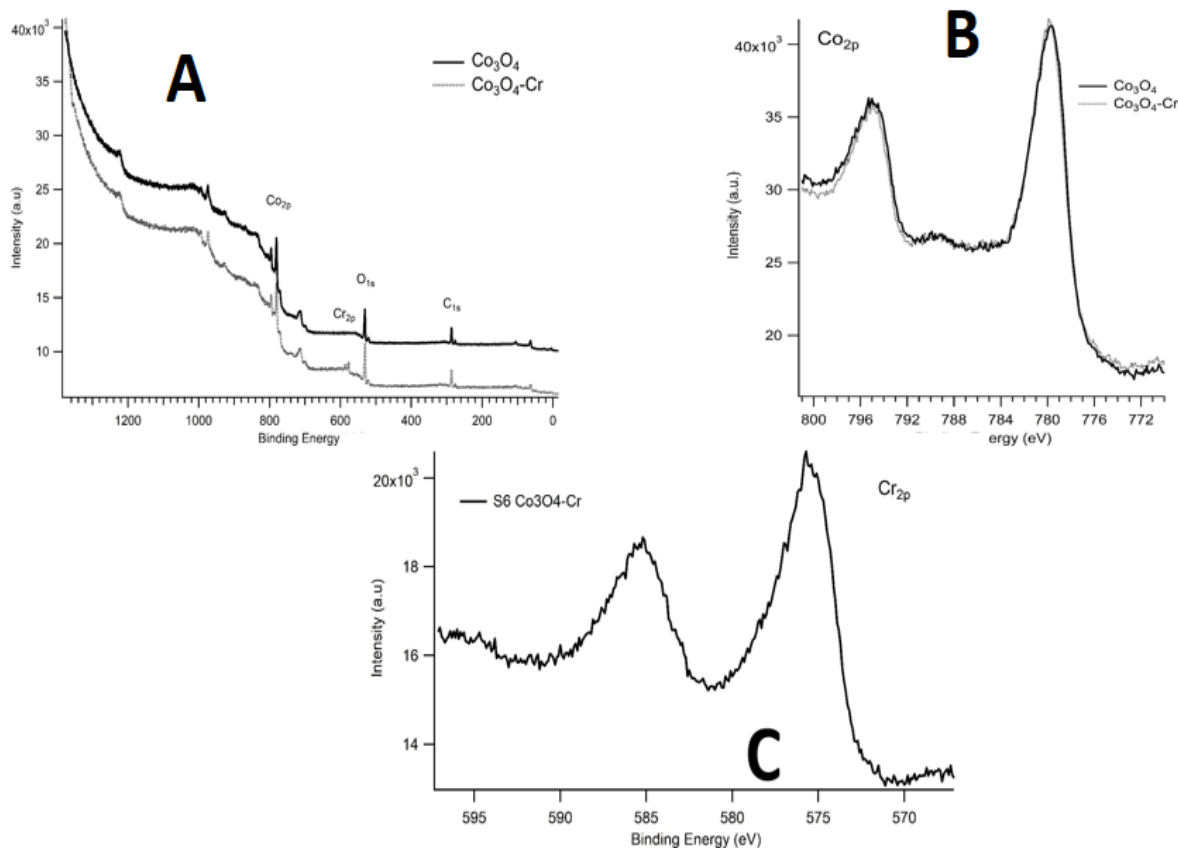 40x10³
A
Co₃O₄
Co₃O₄-Cr
35
30
25
20
15
10
Intensity (a.u)
Co₂ₚ
O₁ₛ
Cr₂ₚ
C₁ₛ
1200 1000 800 600 400 200 0
Binding Energy
B
40x10³
Co₂ₚ
Co₃O₄
Co₃O₄-Cr
35
30
25
20
Intensity (a.u.)
800 796 792 788 784 780 776 772
ergy (eV)
20x10³
S6 Co3O4-Cr
Cr₂ₚ
18
16
14
Intensity (a.u)
C
595 590 585 580 575 570
Binding Energy (eV)